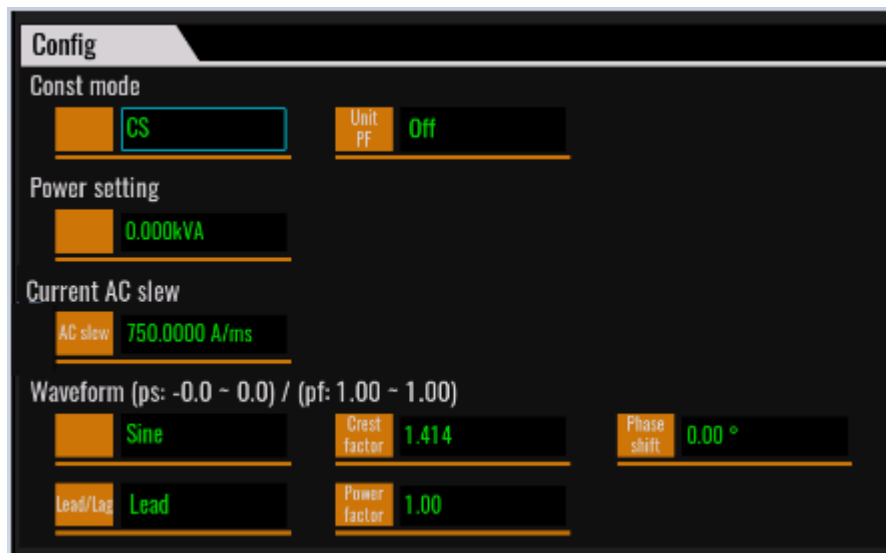 Config
Const mode
CS
Unit PF
Off
Power setting
0.000kVA
Current AC slew
AC slew
750.0000 A/ms
Waveform (ps: -0.0 ~ 0.0) / (pf: 1.00 ~ 1.00)
Sine
Crest factor
1.414
Phase shift
0.00 °
Lead/Lag
Lead
Power factor
1.00